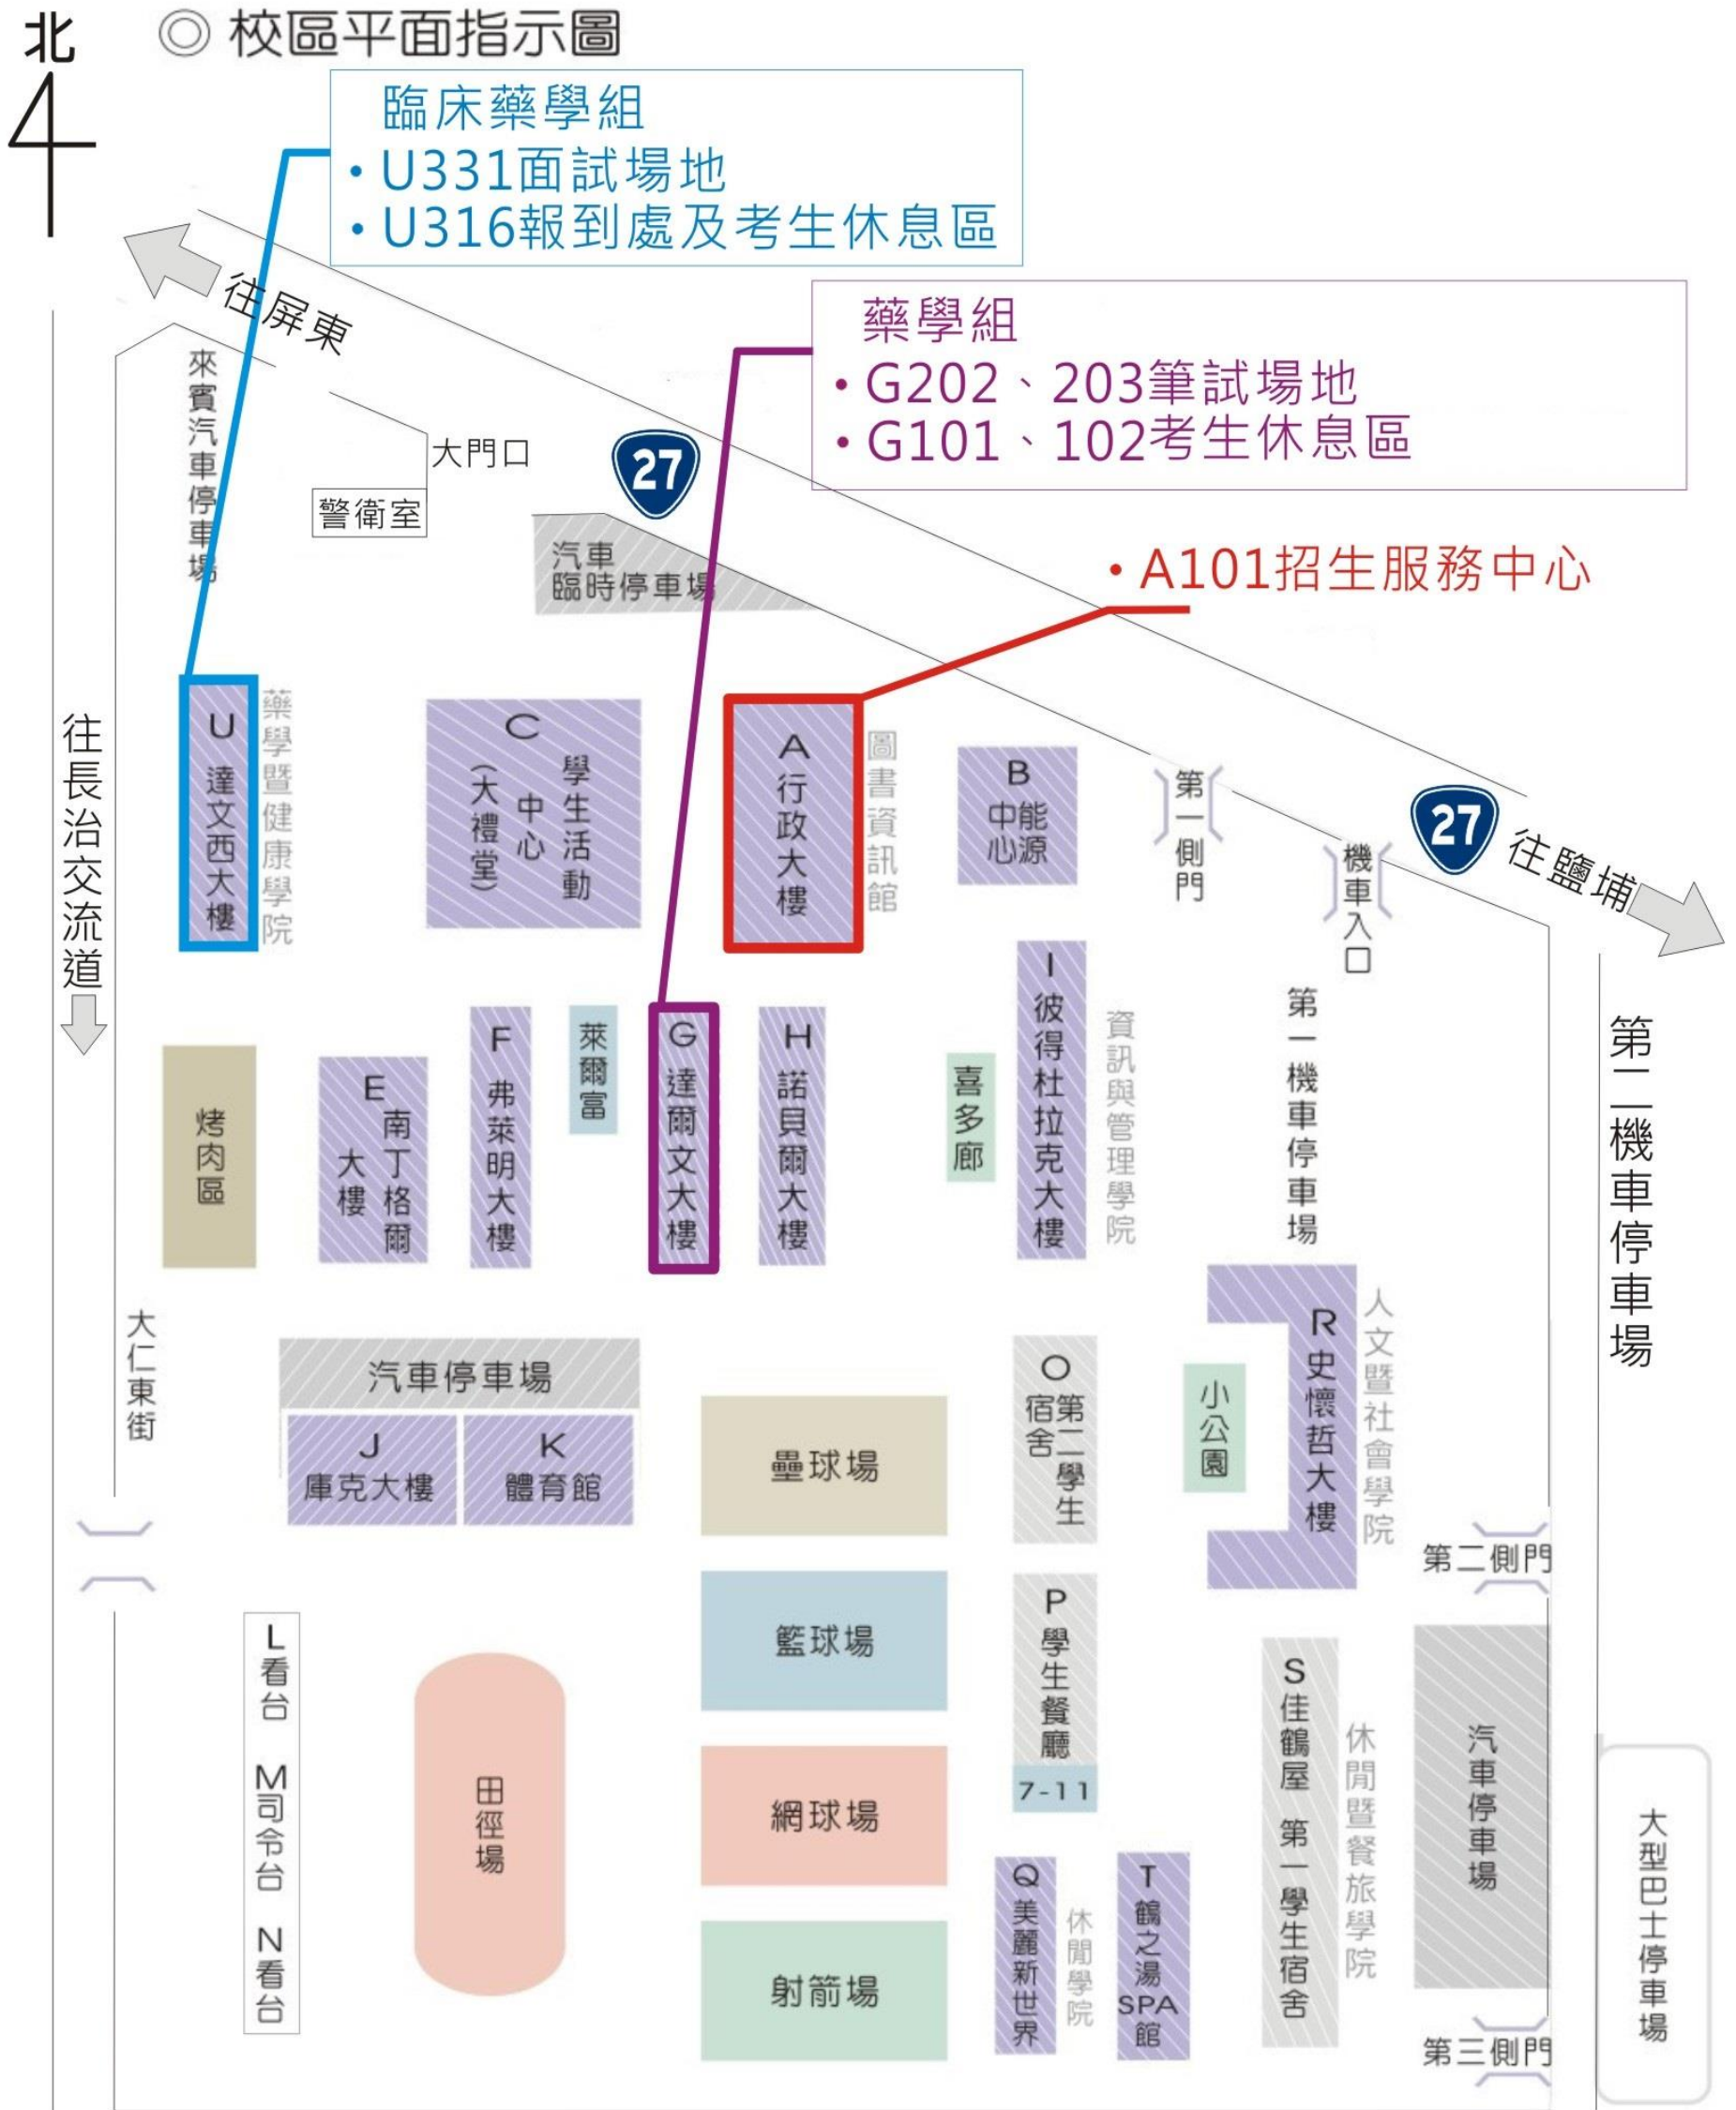 北
◎ 校區平面指示圖
臨床藥學組
•U331面試場地
•U316報到處及考生休息區
往屏東
藥學組
•G202、203筆試場地
•G101、102考生休息區
來賓汽車停車場
大門口
27
警衛室
汽車
臨時停車場
•A101招生服務中心
往長治交流道
U
達文西大樓
藥學暨健康學院
C
學生活動
中心
(大禮堂)
A
行政大樓
圖書資訊館
B
能源
中心
第一側門
機車入口
27
往鹽埔
烤肉區
E
南丁格爾
大樓
F
弗萊明大樓
萊爾富
G
達爾文大樓
H
諾貝爾大樓
喜多廊
I
彼得杜拉克大樓
資訊與管理學院
第一機車停車場
第二機車停車場
大仁東街
汽車停車場
J
庫克大樓
K
體育館
壘球場
O
第二學生
宿舍
小公園
R
史懷哲大樓
人文暨社會學院
第二側門
L
看台
M
司令台
N
看台
田徑場
籃球場
網球場
射箭場
P
學生餐廳
7-11
Q
美麗新世界
休閒學院
T
鶴之湯
SPA
館
S
佳鶴屋 第一學生宿舍
休閒暨餐旅學院
汽車停車場
第三側門
大型巴士停車場